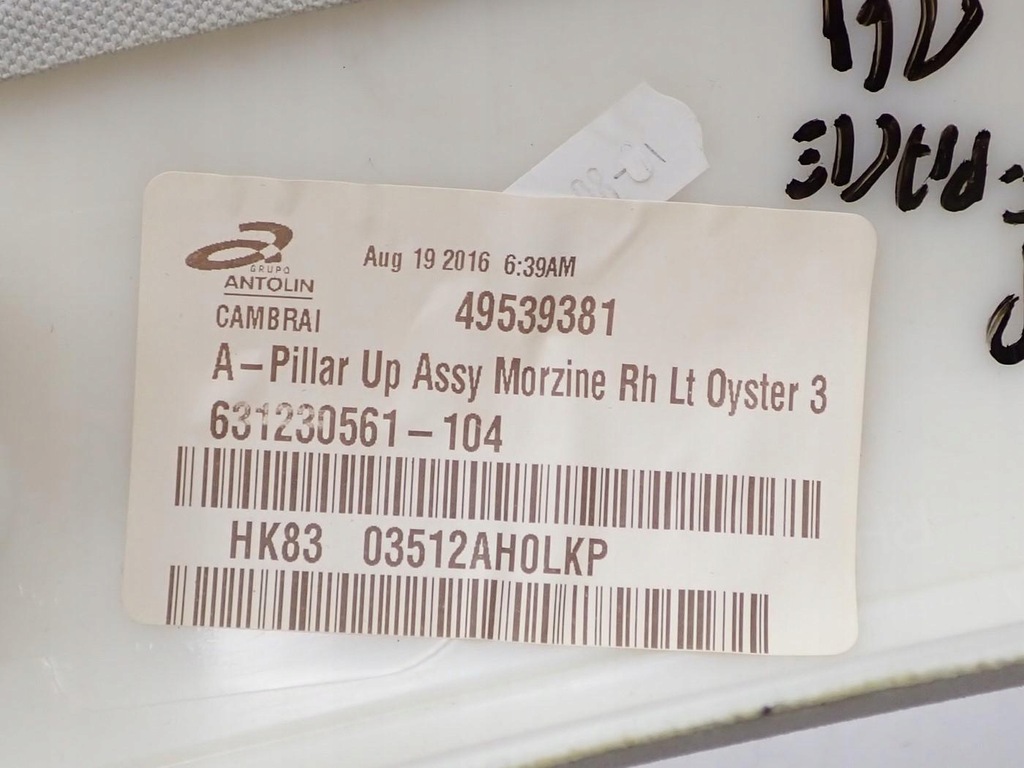 GRUPO
ANTOLIN
CAMBRAI
Aug 19 2016 6:39AM
49539381
A-Pillar Up Assy Morzine Rh Lt Oyster 3
631230561-104
HK83 03512AH0LKP